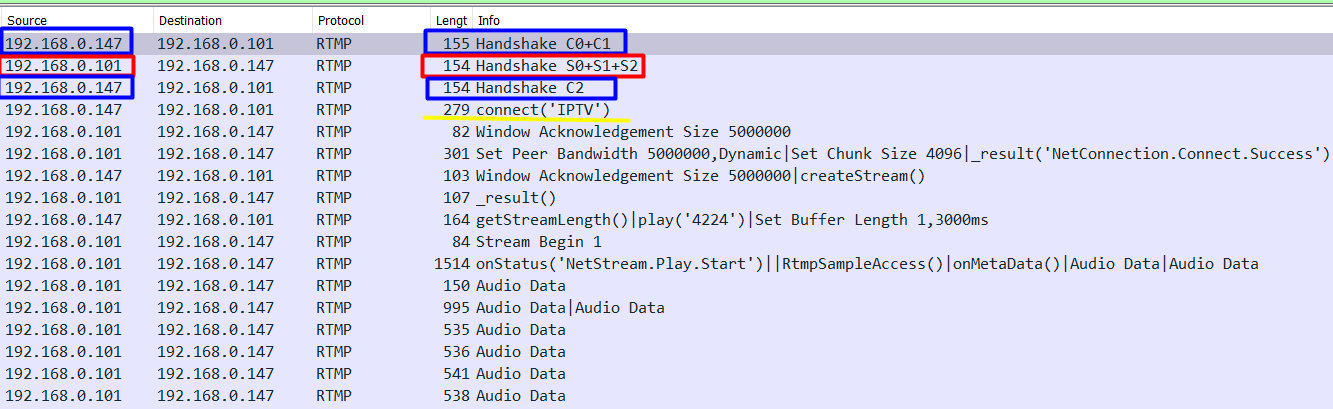 Source Destination Protocol Lengt Info
192.168.0.147 192.168.0.101 RTMP 155 Handshake C0+C1
192.168.0.101 192.168.0.147 RTMP 154 Handshake S0+S1+S2
192.168.0.147 192.168.0.101 RTMP 154 Handshake C2
192.168.0.147 192.168.0.101 RTMP 279 connect('IPTV')
192.168.0.101 192.168.0.147 RTMP 82 Window Acknowledgement Size 5000000
192.168.0.101 192.168.0.147 RTMP 301 Set Peer Bandwidth 5000000,Dynamic|Set Chunk Size 4096|_result('NetConnection.Connect.Success')
192.168.0.147 192.168.0.101 RTMP 103 Window Acknowledgement Size 5000000|createStream()
192.168.0.101 192.168.0.147 RTMP 107 _result()
192.168.0.147 192.168.0.101 RTMP 164 getStreamLength()|play('4224')|Set Buffer Length 1,3000ms
192.168.0.101 192.168.0.147 RTMP 84 Stream Begin 1
192.168.0.101 192.168.0.147 RTMP 1514 onStatus('NetStream.Play.Start')||RtmpSampleAccess()|onMetaData()|Audio Data|Audio Data
192.168.0.101 192.168.0.147 RTMP 150 Audio Data
192.168.0.101 192.168.0.147 RTMP 995 Audio Data|Audio Data
192.168.0.101 192.168.0.147 RTMP 535 Audio Data
192.168.0.101 192.168.0.147 RTMP 536 Audio Data
192.168.0.101 192.168.0.147 RTMP 541 Audio Data
192.168.0.101 192.168.0.147 RTMP 538 Audio Data